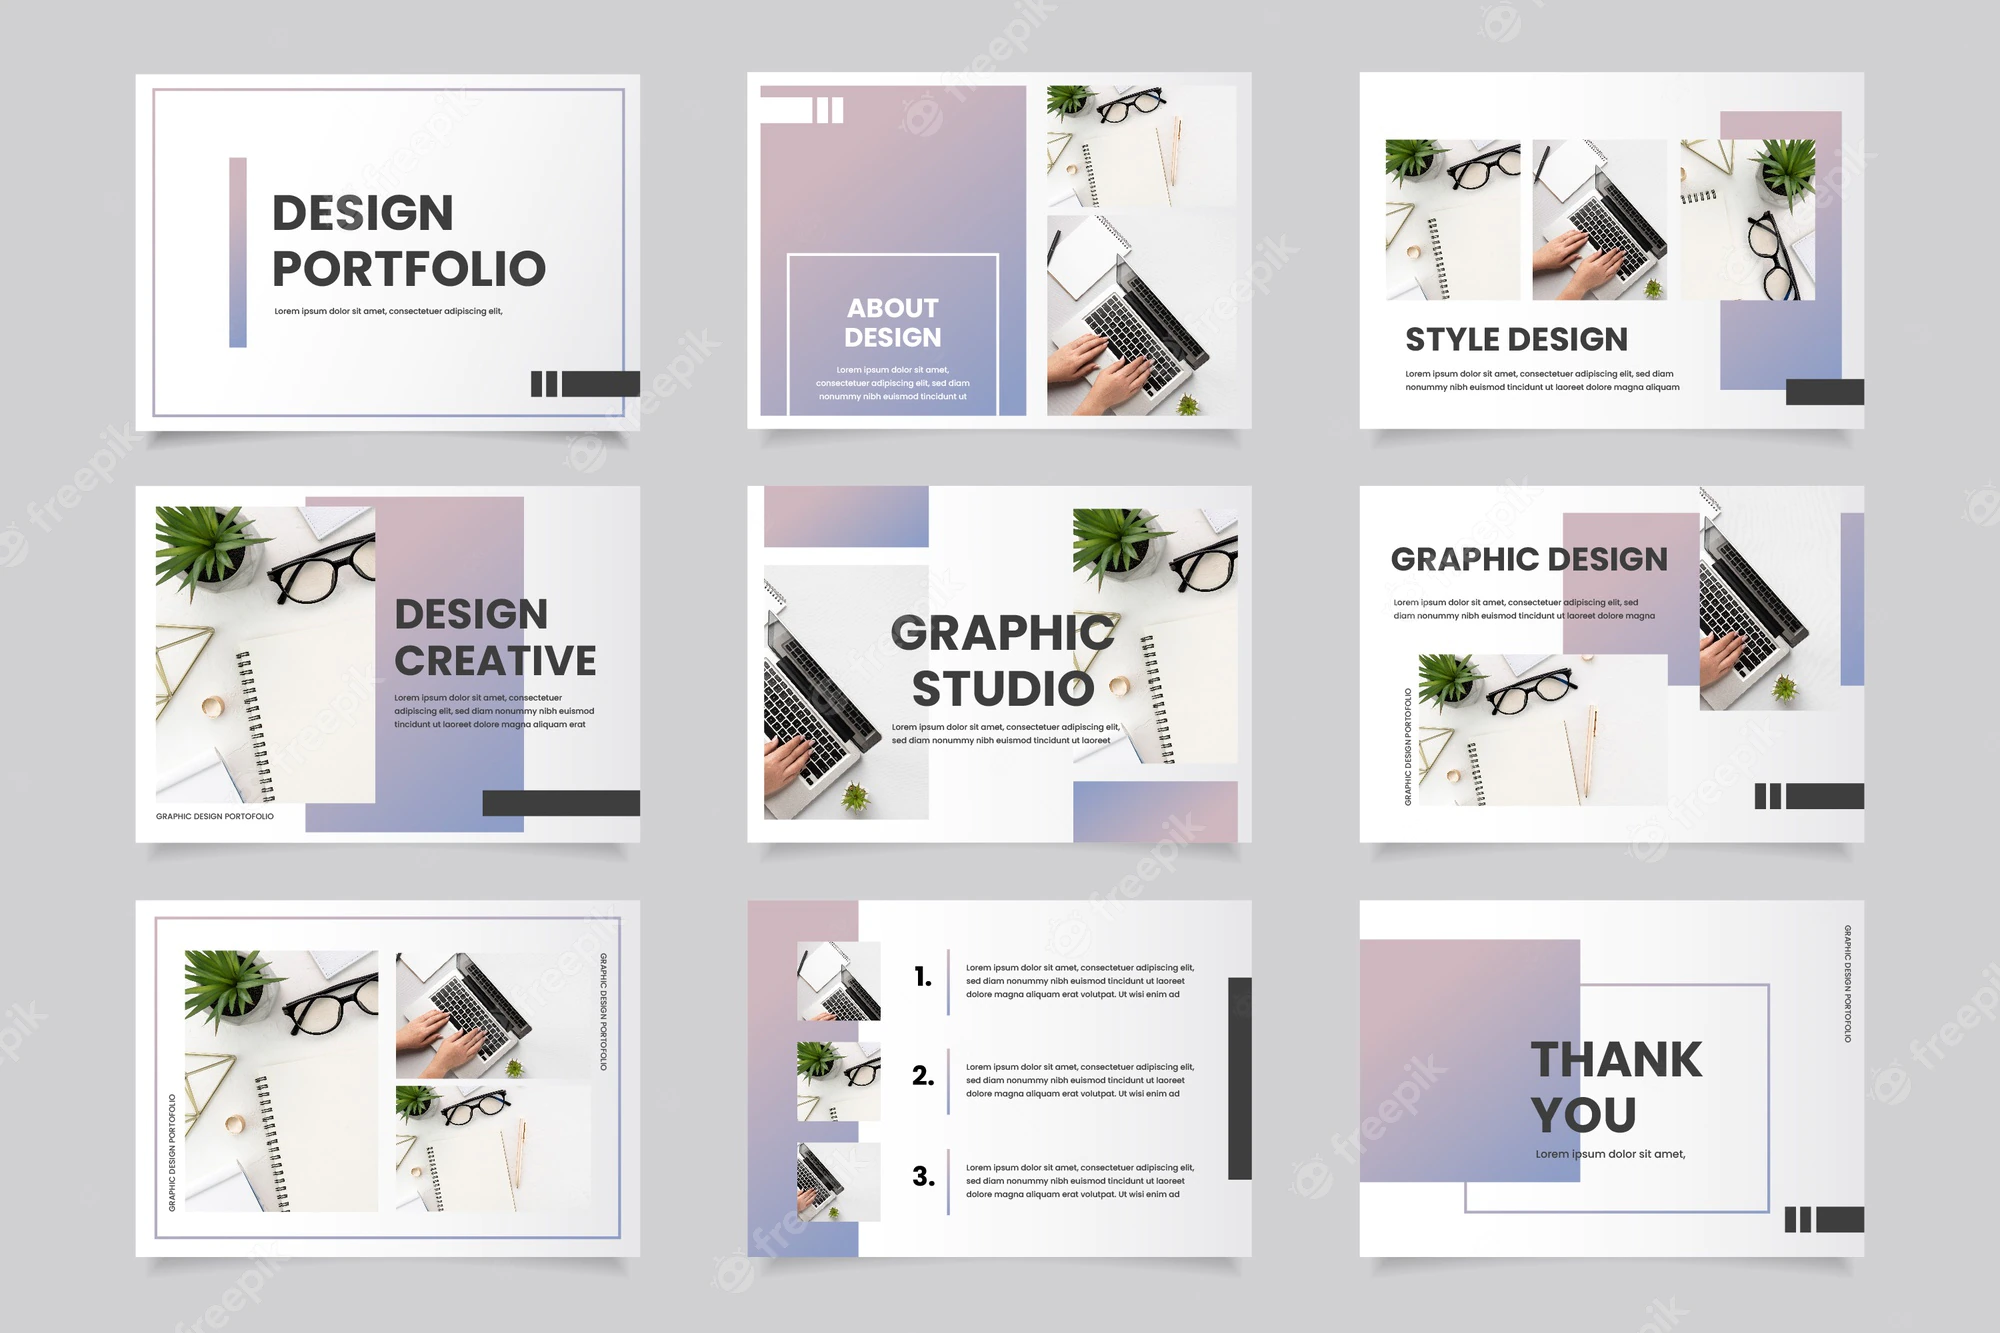 DESIGN
PORTFOLIO
Lorem ipsum dolor sit amet, consectetuer adipiscing elit,
ABOUT
DESIGN
Lorem ipsum dolor sit amet,
consectetuer adipiscing elit, sed diam
nonummy nibh euismod tincidunt ut
STYLE DESIGN
Lorem ipsum dolor sit amet, consectetuer adipiscing elit, sed diam
nonummy nibh euismod tincidunt ut laoreet dolore magna aliquam
DESIGN
CREATIVE
Lorem ipsum dolor sit amet, consectetuer
adipiscing elit, sed diam nonummy nibh euismod
tincidunt ut laoreet dolore magna aliquam erat
GRAPHIC DESIGN PORTOFOLIO
GRAPHIC
STUDIO
Lorem ipsum dolor sit amet, consectetuer adipiscing elit,
sed diam nonummy nibh euismod tincidunt ut laoreet
GRAPHIC DESIGN
Lorem ipsum dolor sit amet, consectetuer adipiscing elit, sed
diam nonummy nibh euismod tincidunt ut laoreet dolore magna
GRAPHIC DESIGN PORTOFOLIO
GRAPHIC DESIGN PORTOFOLIO
GRAPHIC DESIGN PORTOFOLIO
1.
Lorem ipsum dolor sit amet, consectetuer adipiscing elit,
sed diam nonummy nibh euismod tincidunt ut laoreet
dolore magna aliquam erat volutpat. Ut wisi enim ad
2.
Lorem ipsum dolor sit amet, consectetuer adipiscing elit,
sed diam nonummy nibh euismod tincidunt ut laoreet
dolore magna aliquam erat volutpat. Ut wisi enim ad
3.
Lorem ipsum dolor sit amet, consectetuer adipiscing elit,
sed diam nonummy nibh euismod tincidunt ut laoreet
dolore magna aliquam erat volutpat. Ut wisi enim ad
GRAPHIC DESIGN PORTOFOLIO
THANK
YOU
Lorem ipsum dolor sit amet,
freepik
freepik
freepik
freepik
freepik
freepik
freepik
freepik
freepik
freepik
freepik